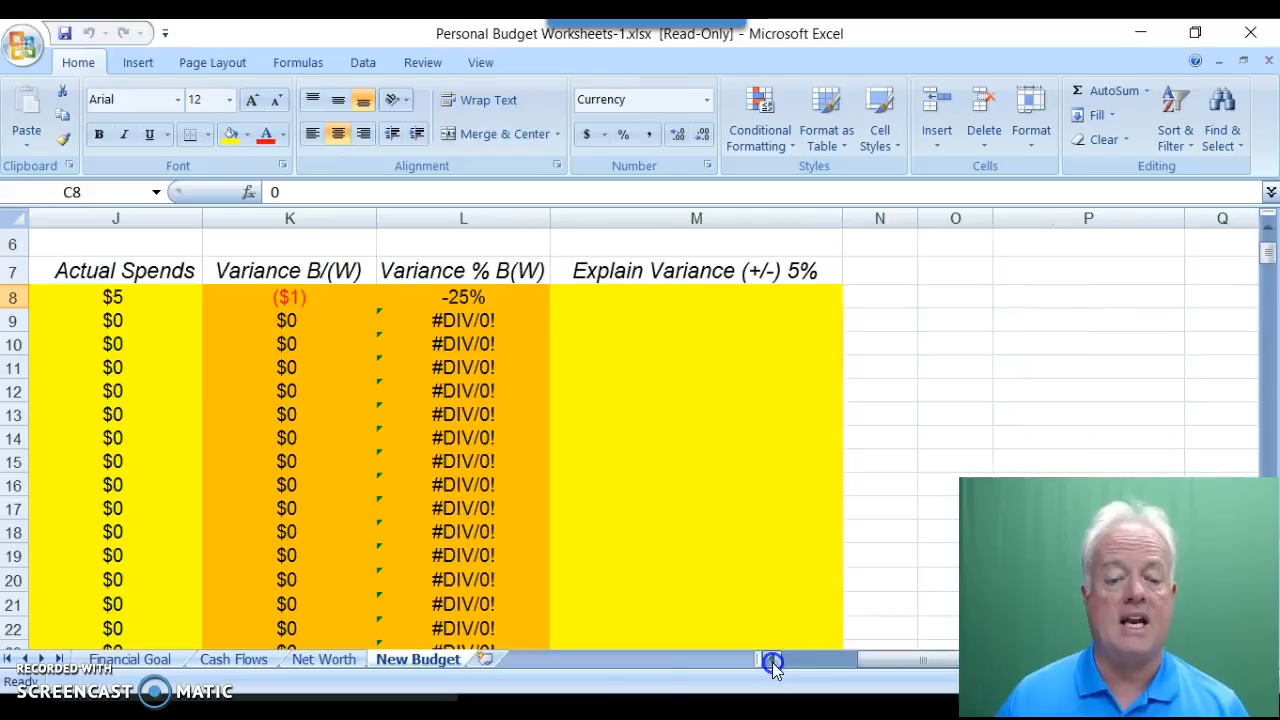 Personal Budget Worksheets-1.xlsx [Read-Only] - Microsoft Excel
Home Insert Page Layout Formulas Data Review View
Paste Arial 12 Wrap Text Currency Conditional Formatting Format as Table Cell Styles Insert Delete Format AutoSum Fill Clear Sort & Filter Find & Select
B I U A Merge & Center $ % ,
Clipboard Font Alignment Number Styles Cells Editing
C8 fx 0
J K L M N O P Q
6
7 Actual Spends Variance B/(W) Variance % B(W) Explain Variance (+/-) 5%
8 $5 ($1) -25%
9 $0 $0 #DIV/0!
10 $0 $0 #DIV/0!
11 $0 $0 #DIV/0!
12 $0 $0 #DIV/0!
13 $0 $0 #DIV/0!
14 $0 $0 #DIV/0!
15 $0 $0 #DIV/0!
16 $0 $0 #DIV/0!
17 $0 $0 #DIV/0!
18 $0 $0 #DIV/0!
19 $0 $0 #DIV/0!
20 $0 $0 #DIV/0!
21 $0 $0 #DIV/0!
22 $0 $0 #DIV/0!
Financial Goal Cash Flows Net Worth New Budget
RECORDED WITH
Ready
SCREENCAST MATIC